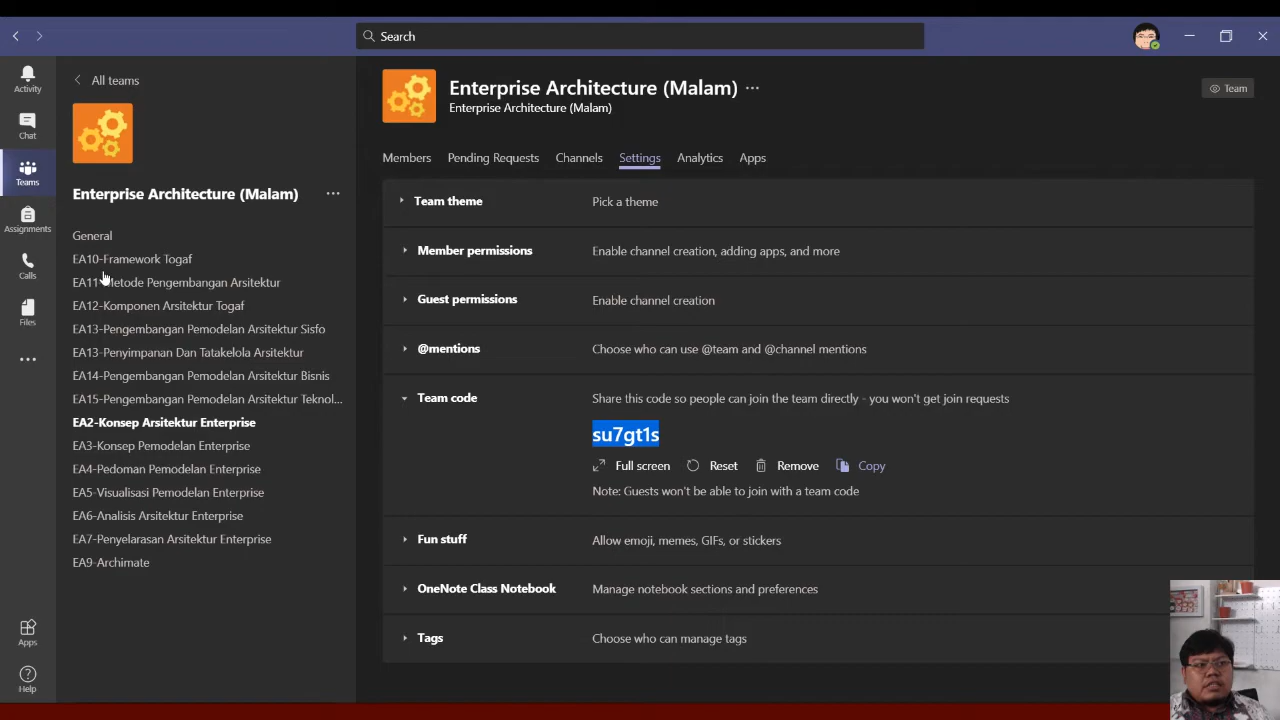 Search
Activity
Chat
Teams
Assignments
Calls
Files
Apps
Help
All teams
Enterprise Architecture (Malam)
General
EA10-Framework Togaf
EA11-Metode Pengembangan Arsitektur
EA12-Komponen Arsitektur Togaf
EA13-Pengembangan Pemodelan Arsitektur Sisfo
EA13-Penyimpanan Dan Tatakelola Arsitektur
EA14-Pengembangan Pemodelan Arsitektur Bisnis
EA15-Pengembangan Pemodelan Arsitektur Teknol...
EA2-Konsep Arsitektur Enterprise
EA3-Konsep Pemodelan Enterprise
EA4-Pedoman Pemodelan Enterprise
EA5-Visualisasi Pemodelan Enterprise
EA6-Analisis Arsitektur Enterprise
EA7-Penyelarasan Arsitektur Enterprise
EA9-Archimate
Enterprise Architecture (Malam)
Enterprise Architecture (Malam)
Team
Members Pending Requests Channels Settings Analytics Apps
Team theme Pick a theme
Member permissions Enable channel creation, adding apps, and more
Guest permissions Enable channel creation
@mentions Choose who can use @team and @channel mentions
Team code Share this code so people can join the team directly - you won't get join requests
su7gt1s
Full screen Reset Remove Copy
Note: Guests won't be able to join with a team code
Fun stuff Allow emoji, memes, GIFs, or stickers
OneNote Class Notebook Manage notebook sections and preferences
Tags Choose who can manage tags